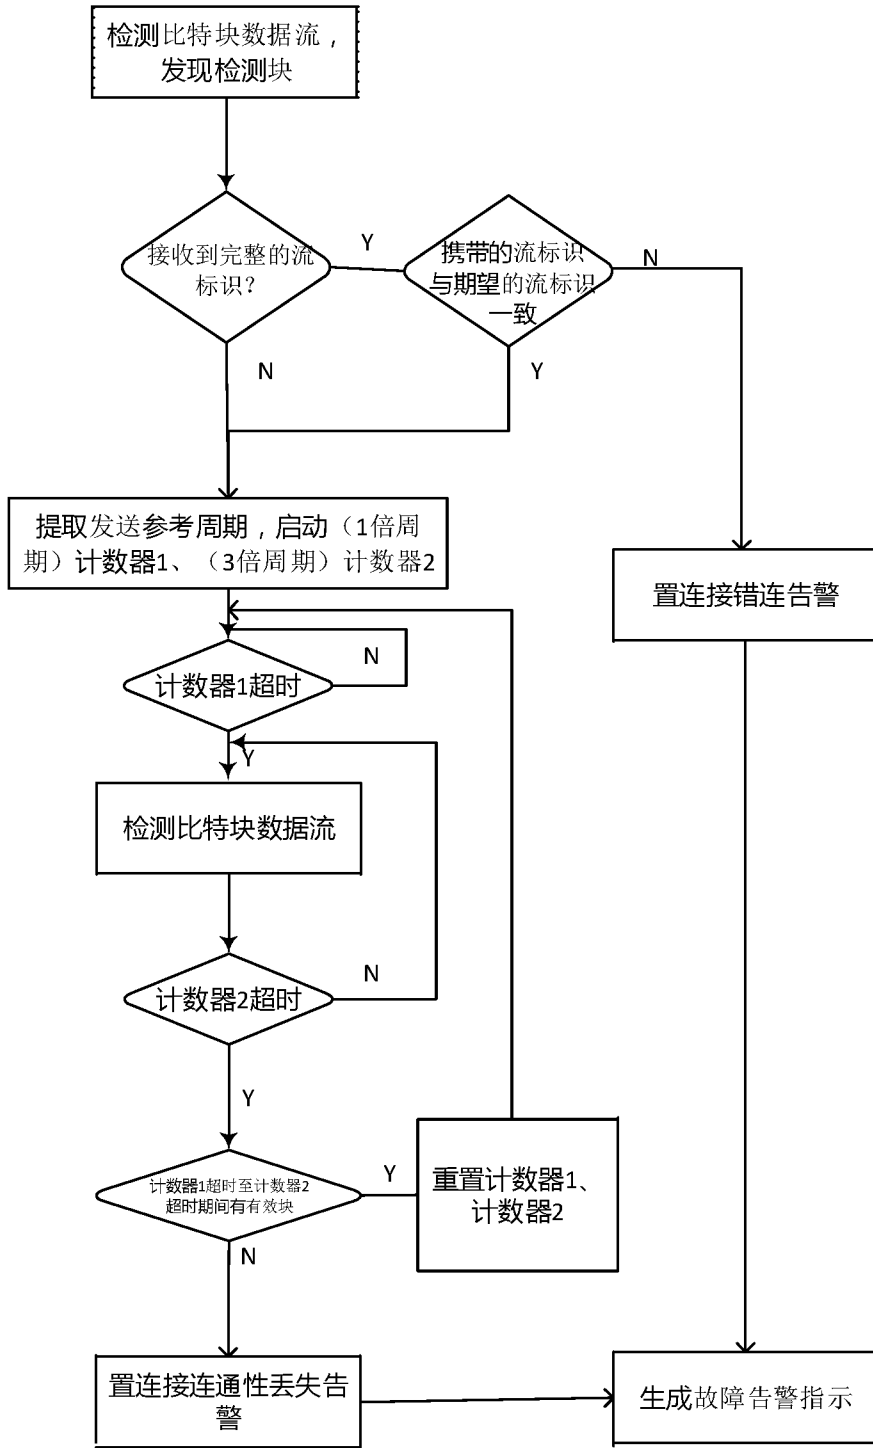 检测比特块数据流，
发现检测块
接收到完整的流
标识？
Y
携带的流标识
与期望的流标识
一致
N
N
Y
提取发送参考周期，启动（1倍周
期）计数器1、（3倍周期）计数器2
置连接错连告警
N
计数器1超时
Y
检测比特块数据流
N
计数器2超时
Y
计数器1超时至计数器2
超时期间有有效块
Y
重置计数器1、
计数器2
N
置连接连通性丢失告
警
生成故障告警指示